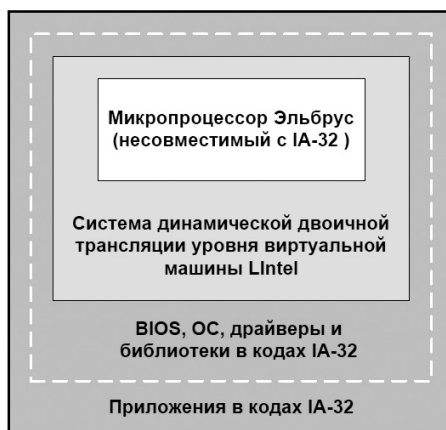 Микропроцессор Эльбрус
(несовместимый с IA-32 )
Система динамической двоичной
трансляции уровня виртуальной
машины LIntel
BIOS, ОС, драйверы и
библиотеки в кодах IA-32
Приложения в кодах IA-32